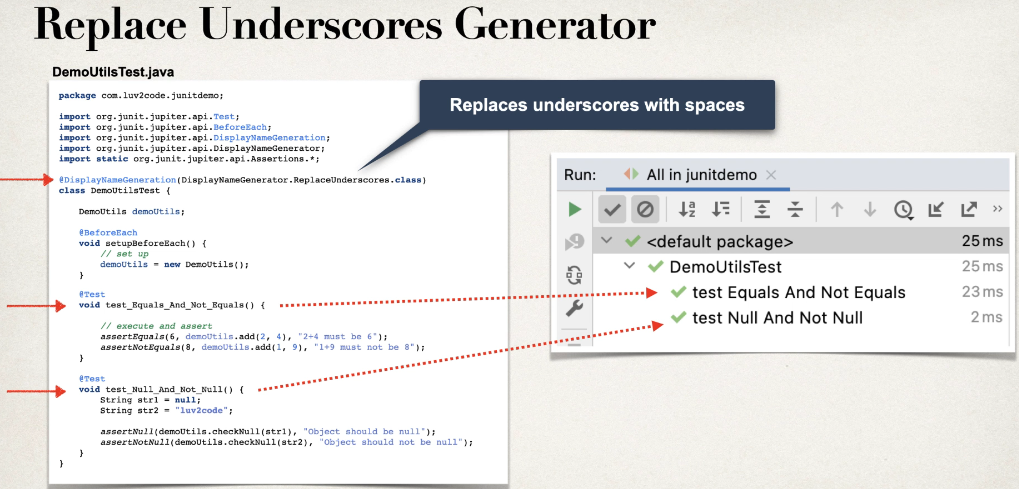 Replace Underscores Generator
DemoUtilsTest.java
package com.luv2code.junitdemo;
import org.junit.jupiter.api.Test;
import org.junit.jupiter.api.BeforeEach;
import org.junit.jupiter.api.DisplayNameGeneration;
import org.junit.jupiter.api.DisplayNameGenerator;
import static org.junit.jupiter.api.Assertions.*;
@DisplayNameGeneration(DisplayNameGenerator.ReplaceUnderscores.class)
class DemoUtilsTest {
DemoUtils demoUtils;
@BeforeEach
void setupBeforeEach() {
// set up
demoUtils = new DemoUtils();
}
@Test
void test_Equals_And_Not_Equals() {
// execute and assert
assertEquals(6, demoUtils.add(2, 4), "2+4 must be 6");
assertNotEquals(8, demoUtils.add(1, 9), "1+9 must not be 8");
}
@Test
void test_Null_And_Not_Null() {
String str1 = null;
String str2 = "luv2code";
assertNull(demoUtils.checkNull(str1), "Object should be null");
assertNotNull(demoUtils.checkNull(str2), "Object should not be null");
}
}
Replaces underscores with spaces
Run: All in junitdemo
<default package> 25 ms
DemoUtilsTest 25 ms
test Equals And Not Equals 23 ms
test Null And Not Null 2 ms